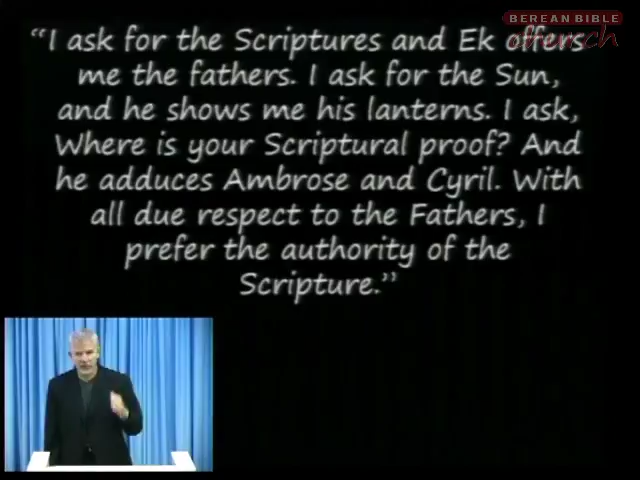 BEREAN BIBLE
church
“I ask for the Scriptures and Ek offers
me the fathers. I ask for the Sun,
and he shows me his lanterns. I ask,
Where is your Scriptural proof? And
he adduces Ambrose and Cyril. With
all due respect to the Fathers, I
prefer the authority of the
Scripture.”